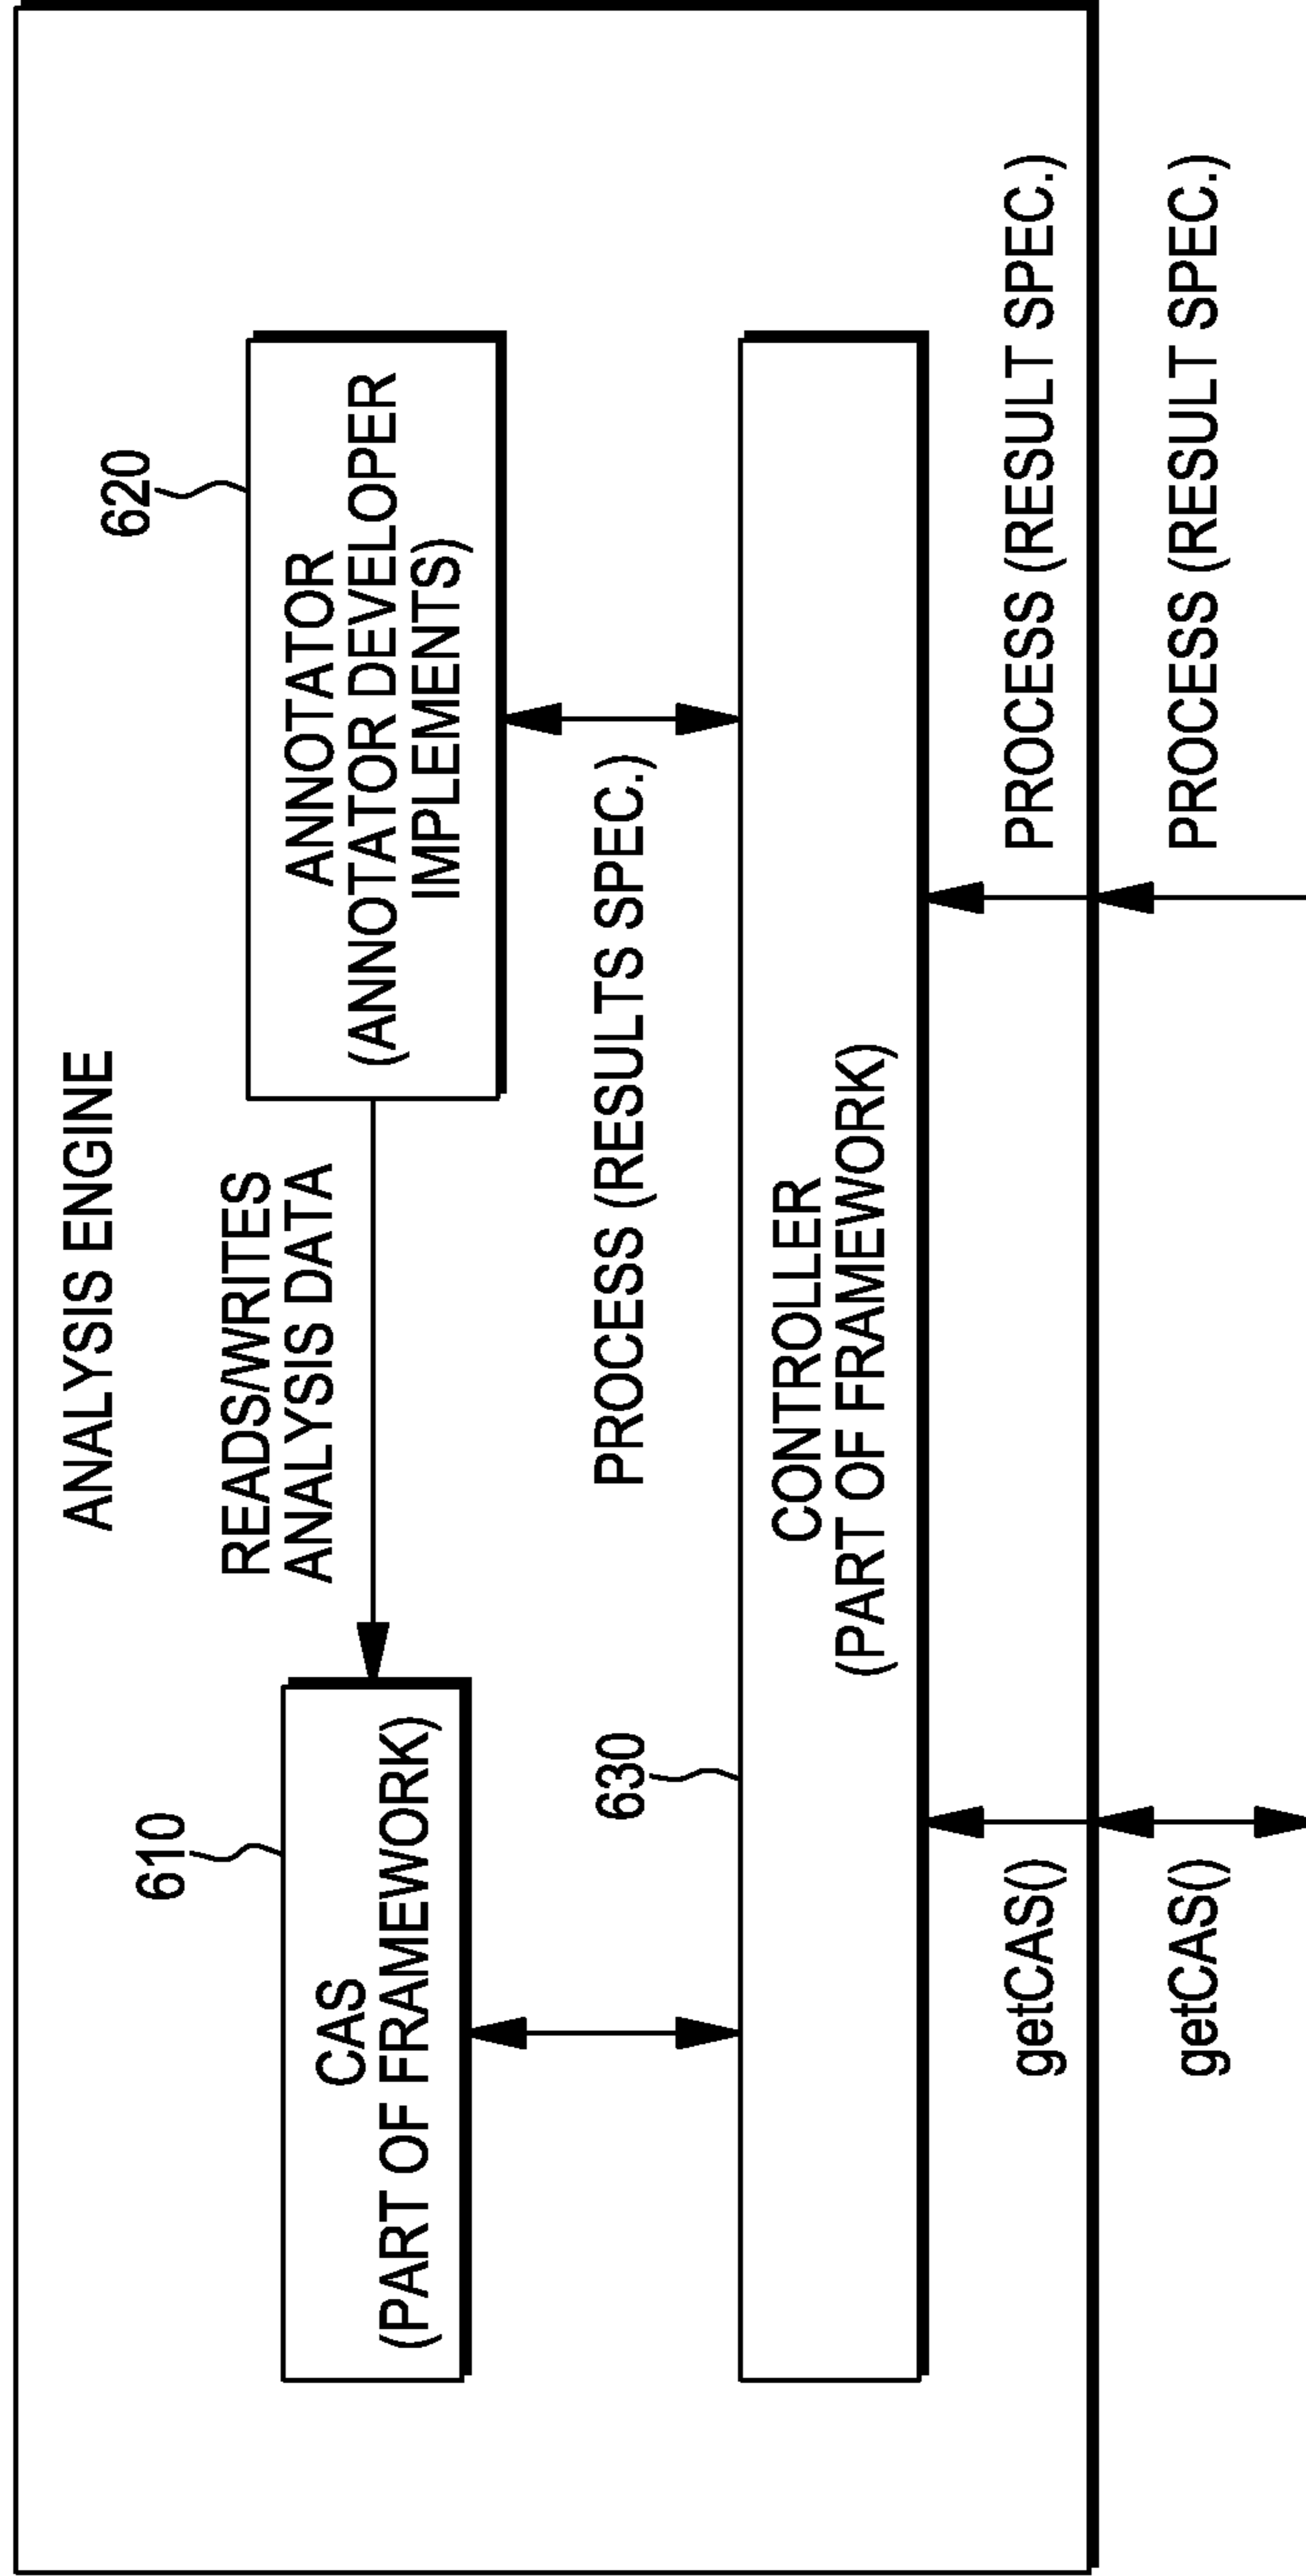 ANALYSIS ENGINE
610
CAS
(PART OF FRAMEWORK)
READS/WRITES
ANALYSIS DATA
620
ANNOTATOR
(ANNOTATOR DEVELOPER
IMPLEMENTS)
PROCESS (RESULTS SPEC.)
630
CONTROLLER
(PART OF FRAMEWORK)
getCAS()
PROCESS (RESULT SPEC.)
getCAS()
PROCESS (RESULT SPEC.)